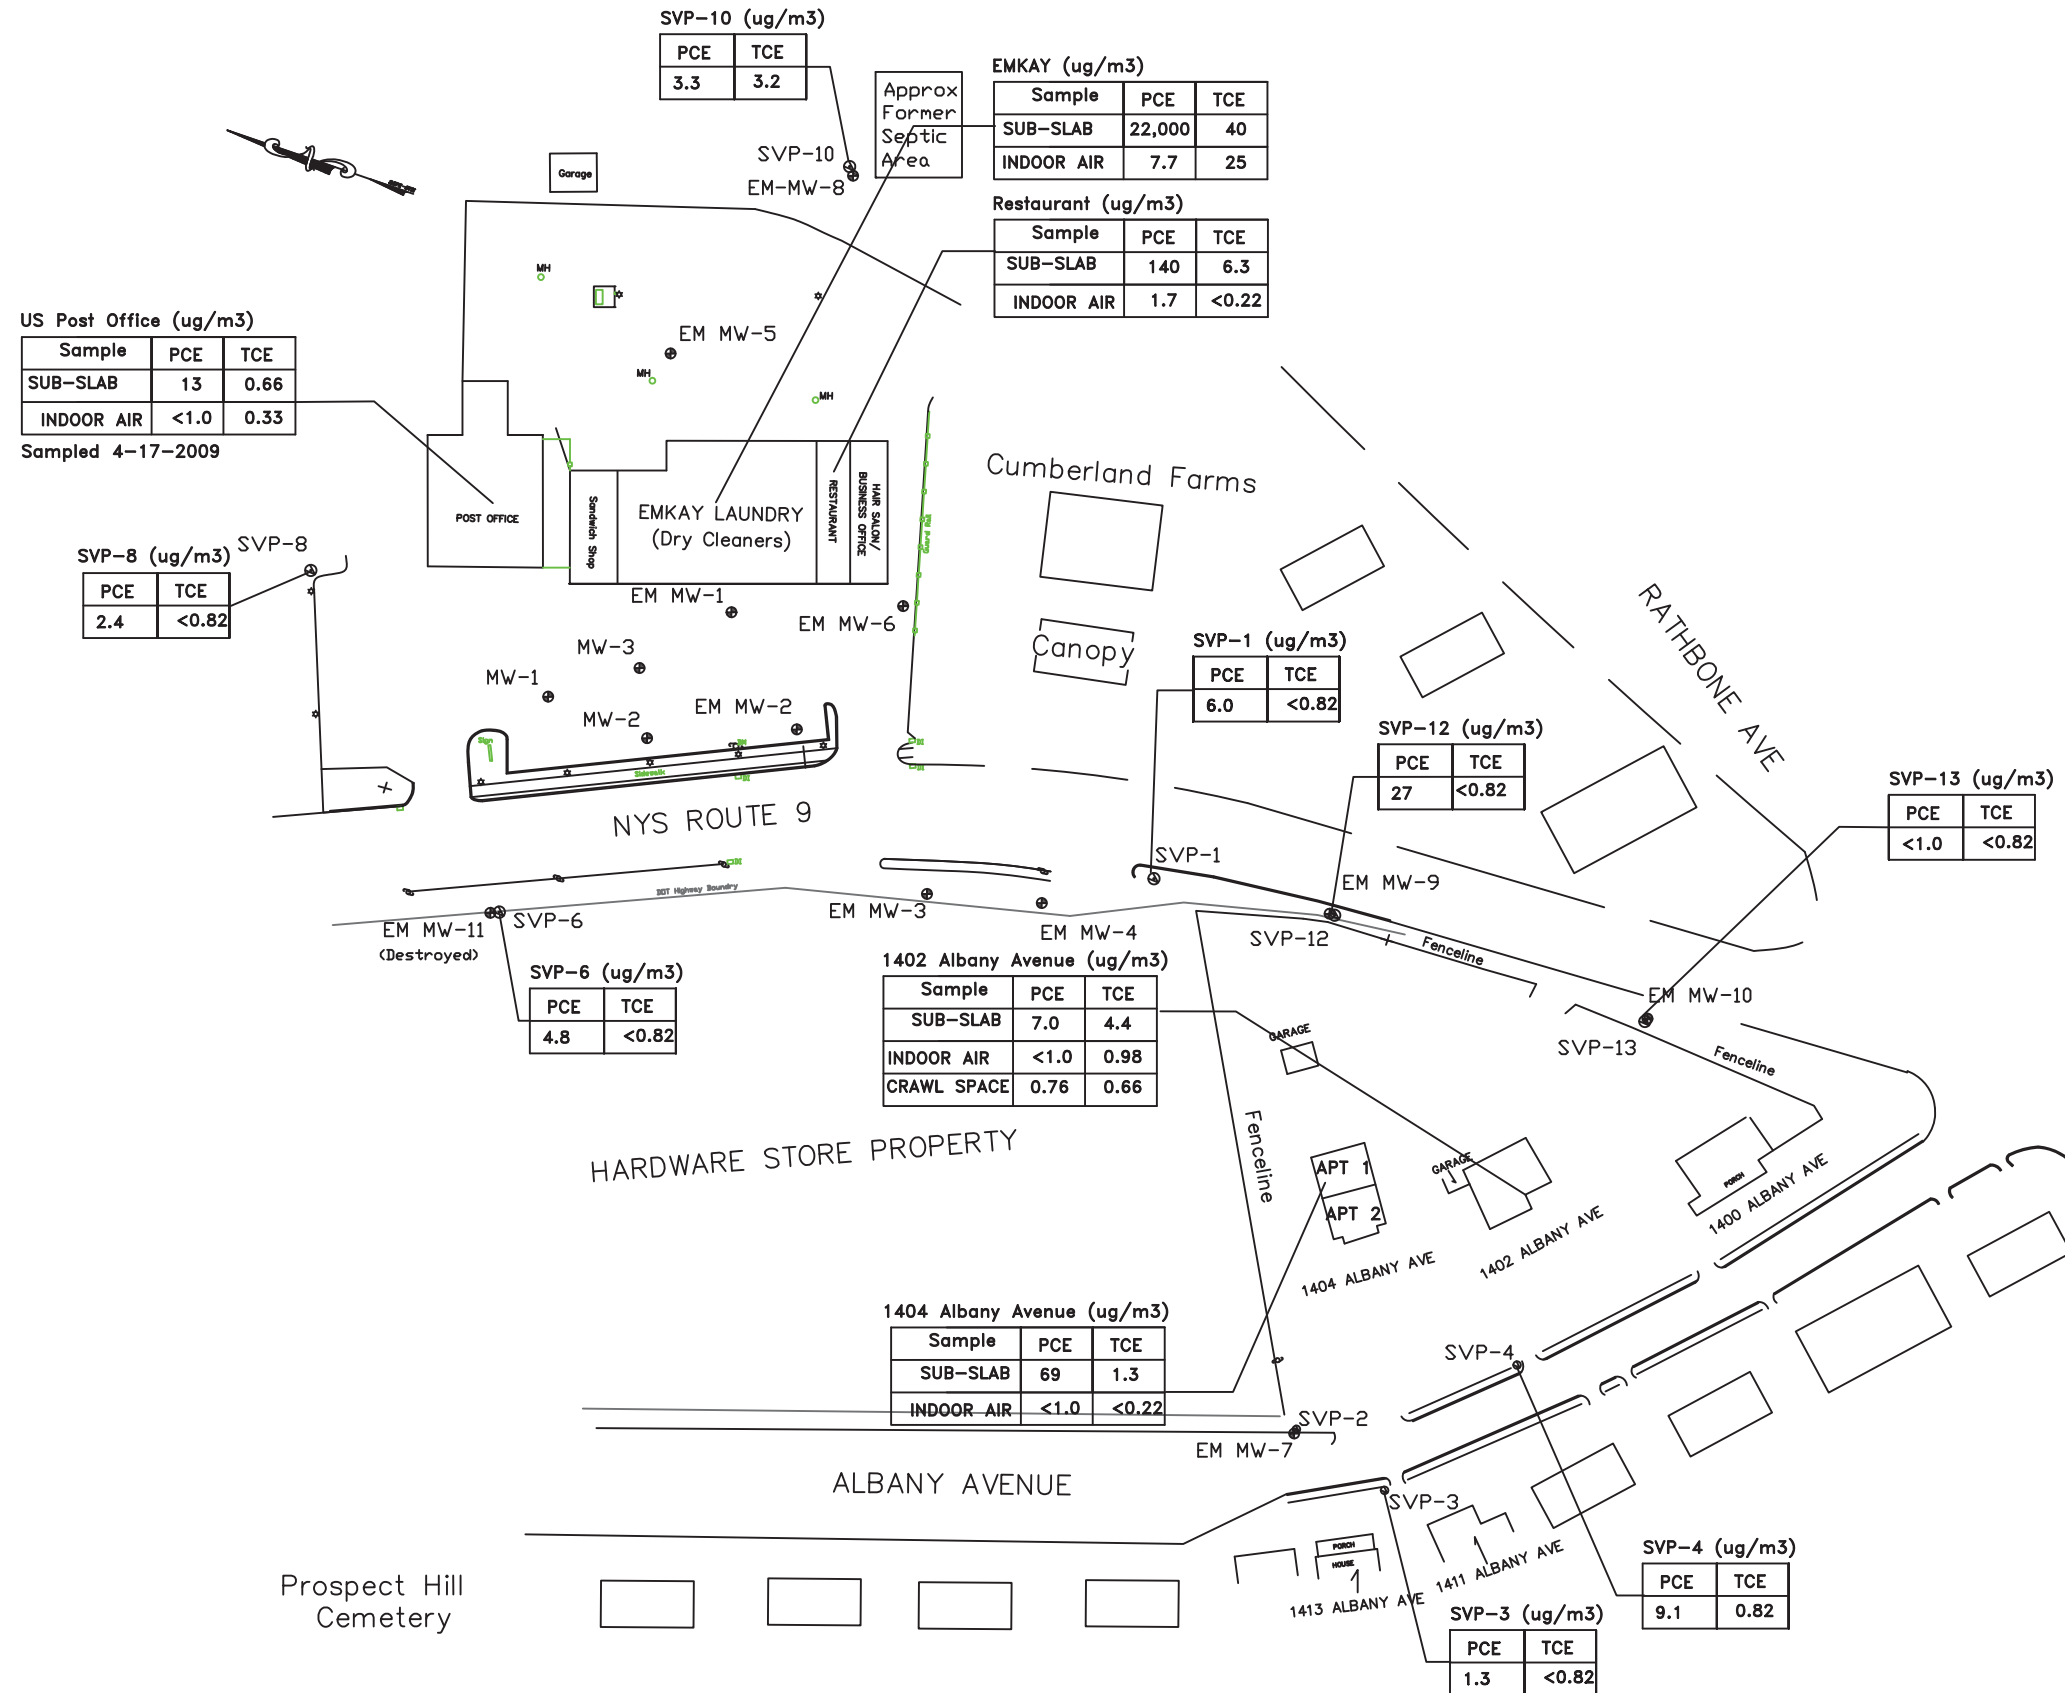 SVP-10 (ug/m3)
PCE TCE
3.3 3.2
Approx
Former
Septic
Area
EMKAY (ug/m3)
Sample PCE TCE
SUB-SLAB 22,000 40
INDOOR AIR 7.7 25
SVP-10
EM-MW-8
Garage
Restaurant (ug/m3)
Sample PCE TCE
SUB-SLAB 140 6.3
INDOOR AIR 1.7 <0.22
MH
US Post Office (ug/m3)
Sample PCE TCE
SUB-SLAB 13 0.66
INDOOR AIR <1.0 0.33
Sampled 4-17-2009
EM MW-5
MH
MH
Cumberland Farms
POST OFFICE
Sandwich Shop
EMKAY LAUNDRY
(Dry Cleaners)
RESTAURANT
HAIR SALON/
BUSINESS OFFICE
Guard Rail
SVP-8 (ug/m3)
PCE TCE
2.4 <0.82
SVP-8
EM MW-1
EM MW-6
Canopy
RATHBONE AVE
MW-3
MW-1
MW-2
EM MW-2
Sign
Sidewalk
SVP-1 (ug/m3)
PCE TCE
6.0 <0.82
SVP-12 (ug/m3)
PCE TCE
27 <0.82
SVP-13 (ug/m3)
PCE TCE
<1.0 <0.82
NYS ROUTE 9
SVP-1
DOT Highway Boundry
EM MW-9
EM MW-11
(Destroyed)
SVP-6
EM MW-3
EM MW-4
SVP-12
Fenceline
SVP-6 (ug/m3)
PCE TCE
4.8 <0.82
1402 Albany Avenue (ug/m3)
Sample PCE TCE
SUB-SLAB 7.0 4.4
INDOOR AIR <1.0 0.98
CRAWL SPACE 0.76 0.66
EM MW-10
SVP-13
Fenceline
GARAGE
HARDWARE STORE PROPERTY
Fenceline
APT 1
APT 2
GARAGE
PORCH
1404 ALBANY AVE
1402 ALBANY AVE
1400 ALBANY AVE
1404 Albany Avenue (ug/m3)
Sample PCE TCE
SUB-SLAB 69 1.3
INDOOR AIR <1.0 <0.22
SVP-4
SVP-2
EM MW-7
ALBANY AVENUE
SVP-3
PORCH
HOUSE
1413 ALBANY AVE
1411 ALBANY AVE
Prospect Hill
Cemetery
SVP-4 (ug/m3)
PCE TCE
9.1 0.82
SVP-3 (ug/m3)
PCE TCE
1.3 <0.82